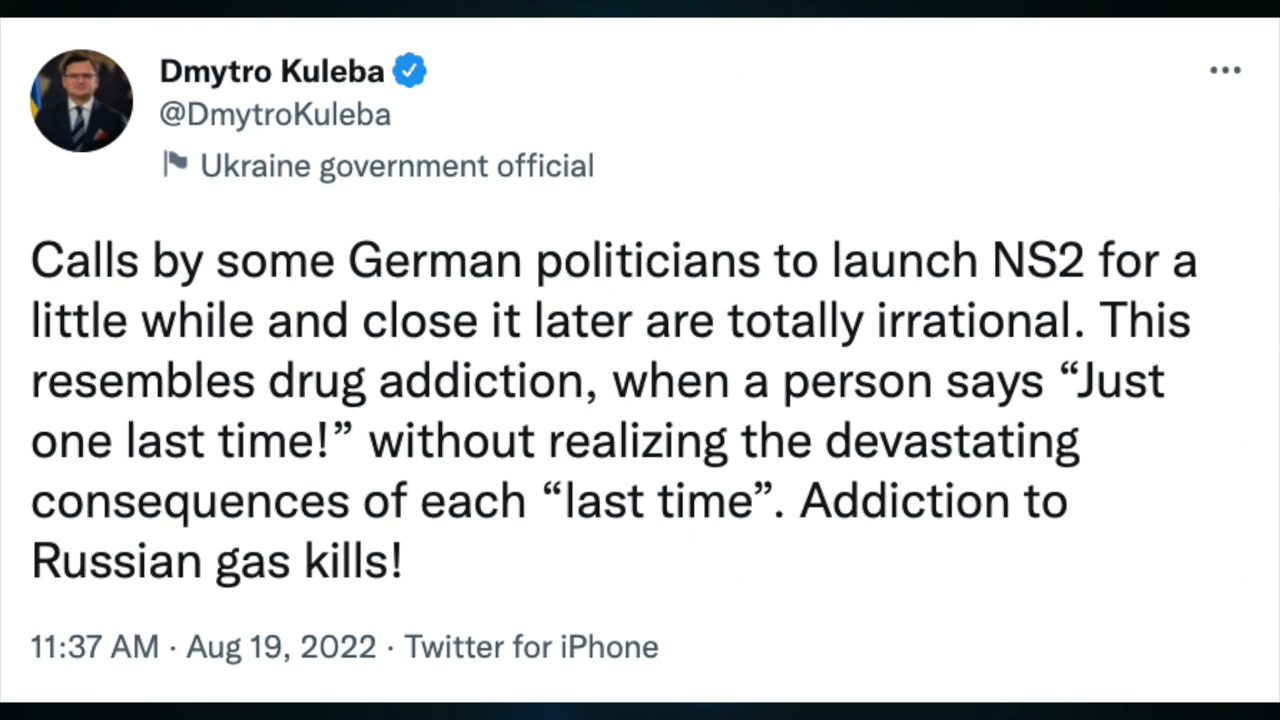 Dmytro Kuleba
@DmytroKuleba
Ukraine government official
Calls by some German politicians to launch NS2 for a
little while and close it later are totally irrational. This
resembles drug addiction, when a person says “Just
one last time!” without realizing the devastating
consequences of each “last time”. Addiction to
Russian gas kills!
11:37 AM · Aug 19, 2022 · Twitter for iPhone